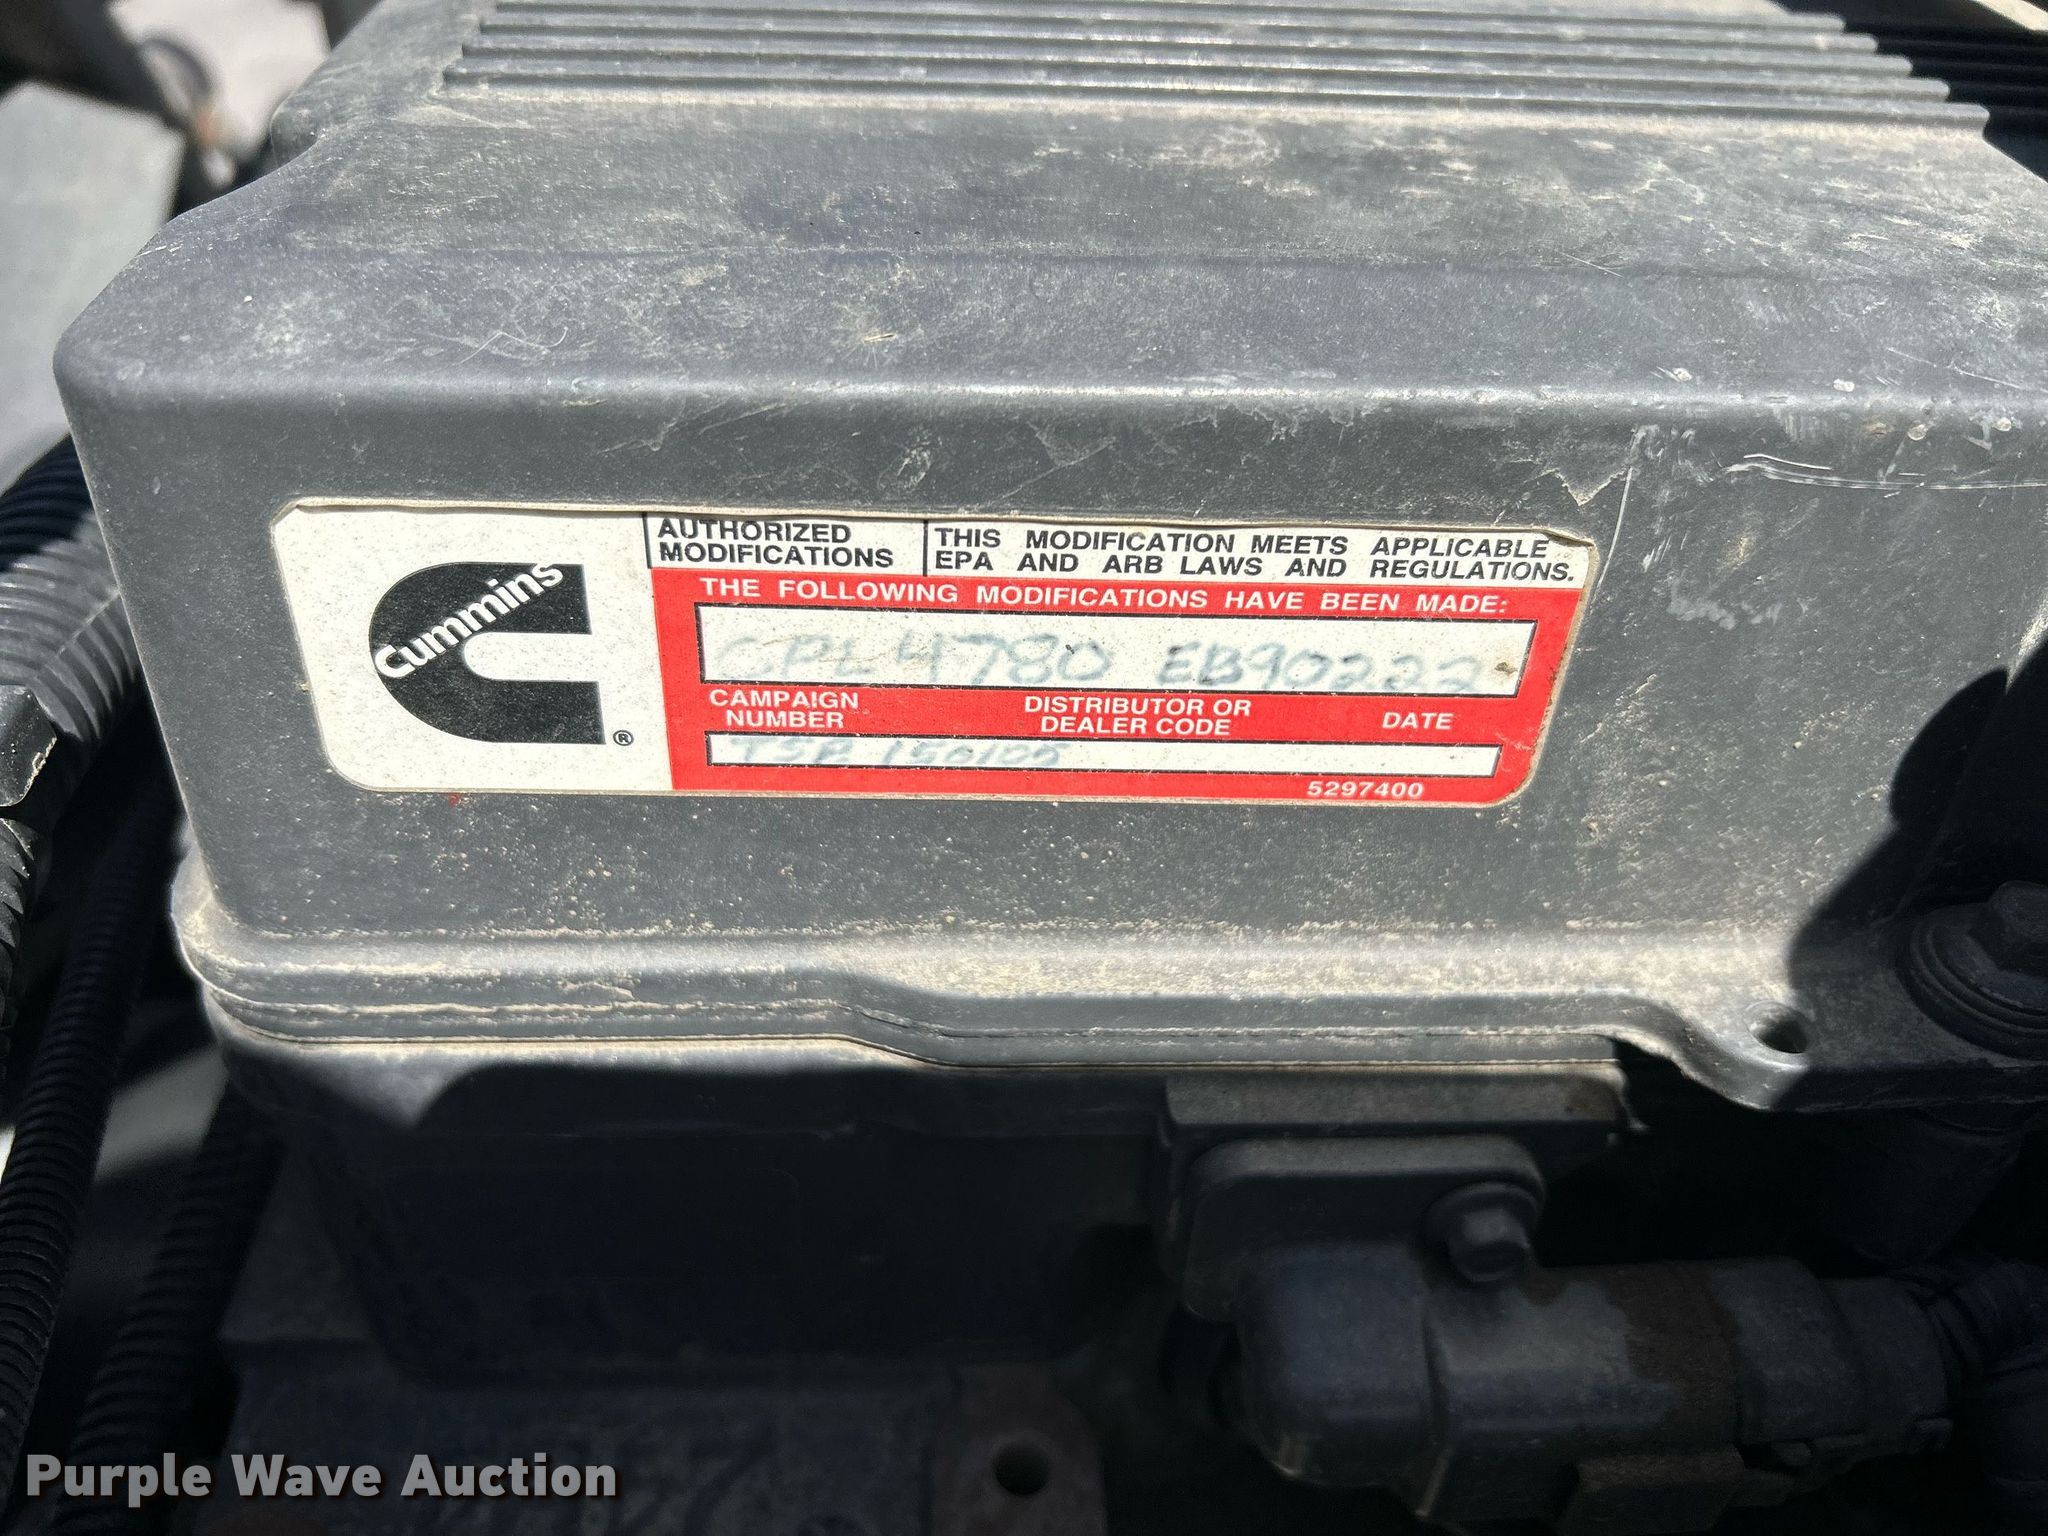 Cummins
®
AUTHORIZED
MODIFICATIONS
THIS MODIFICATION MEETS APPLICABLE
EPA AND ARB LAWS AND REGULATIONS.
THE FOLLOWING MODIFICATIONS HAVE BEEN MADE:
CPL 4780 EB90222
CAMPAIGN
NUMBER
DISTRIBUTOR OR
DEALER CODE
DATE
150105
5297400
Purple Wave Auction